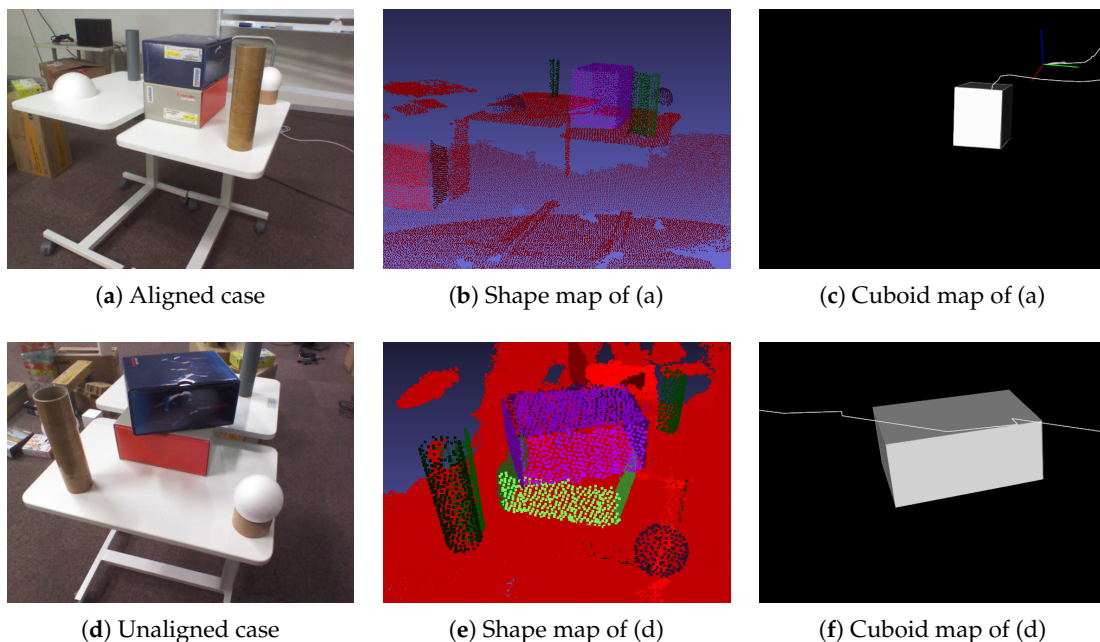 (a) Aligned case
(b) Shape map of (a)
(c) Cuboid map of (a)
(d) Unaligned case
(e) Shape map of (d)
(f) Cuboid map of (d)